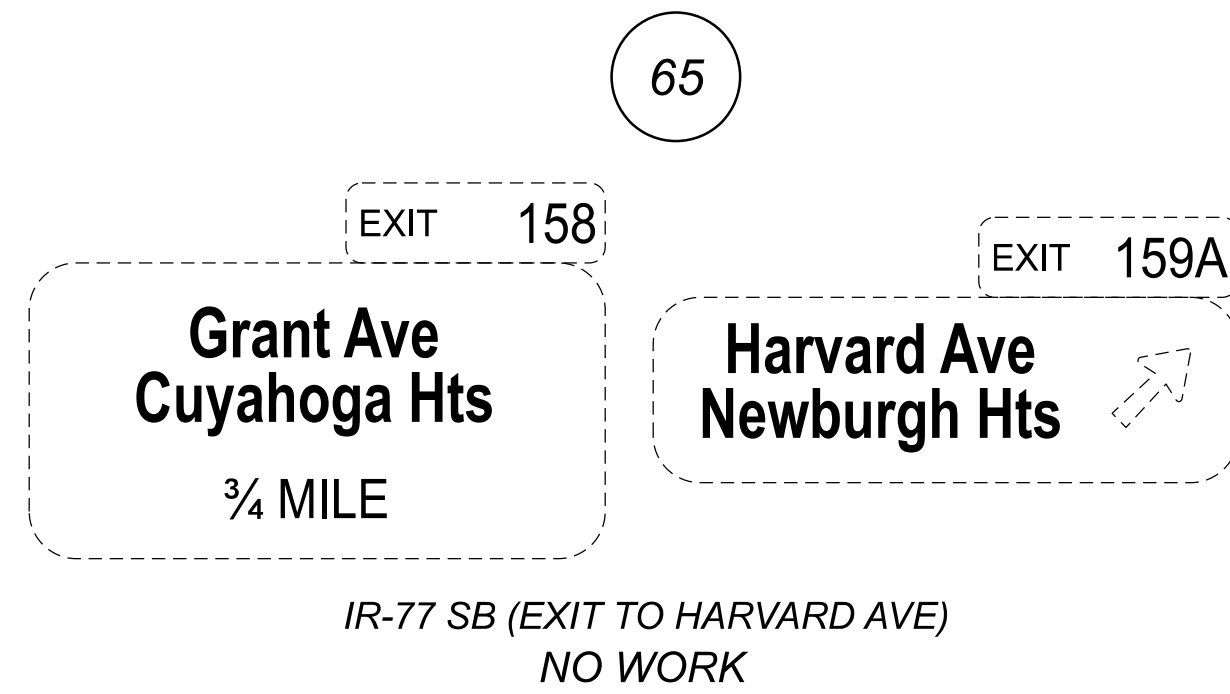 65
EXIT 158
Grant Ave
Cuyahoga Hts
¾ MILE
EXIT 159A
Harvard Ave
Newburgh Hts
IR-77 SB (EXIT TO HARVARD AVE)
NO WORK